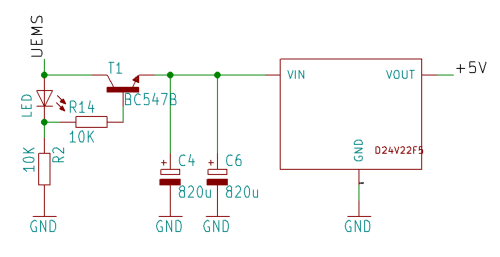 UEMS
T1
BC547B
LED
R14
10K
10K
R2
C4
820u
C6
820u
VIN
VOUT
GND
D24V22F5
+5V
GND
GND
GND
GND